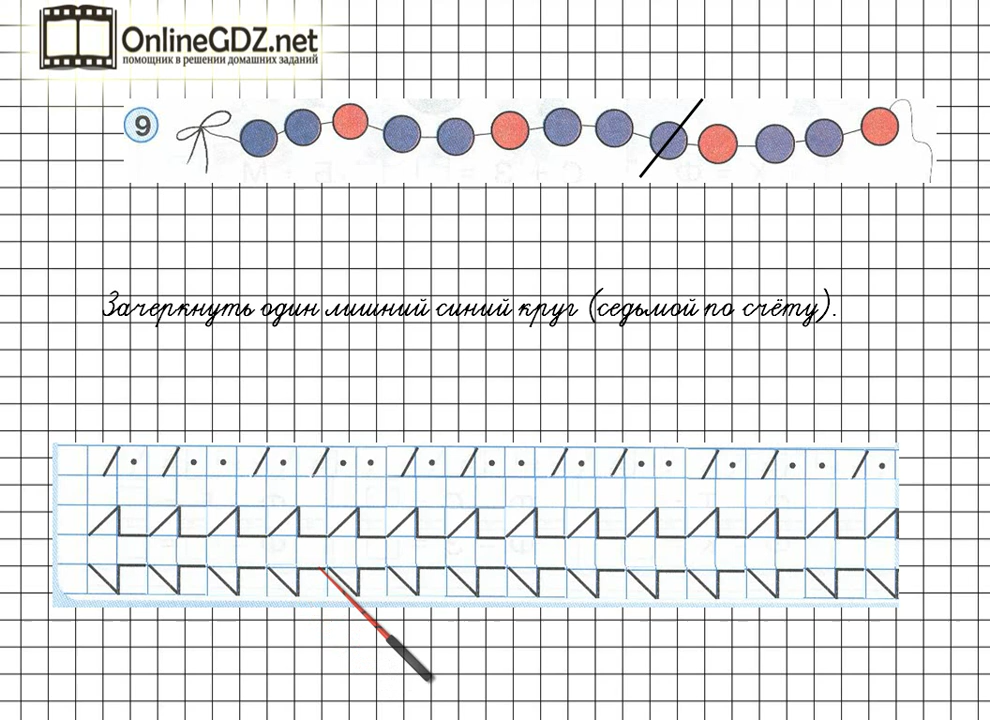 OnlineGDZ.net
помощник в решении домашних заданий
9
Зачеркнуть один лишний синий круг (седьмой по счёту).